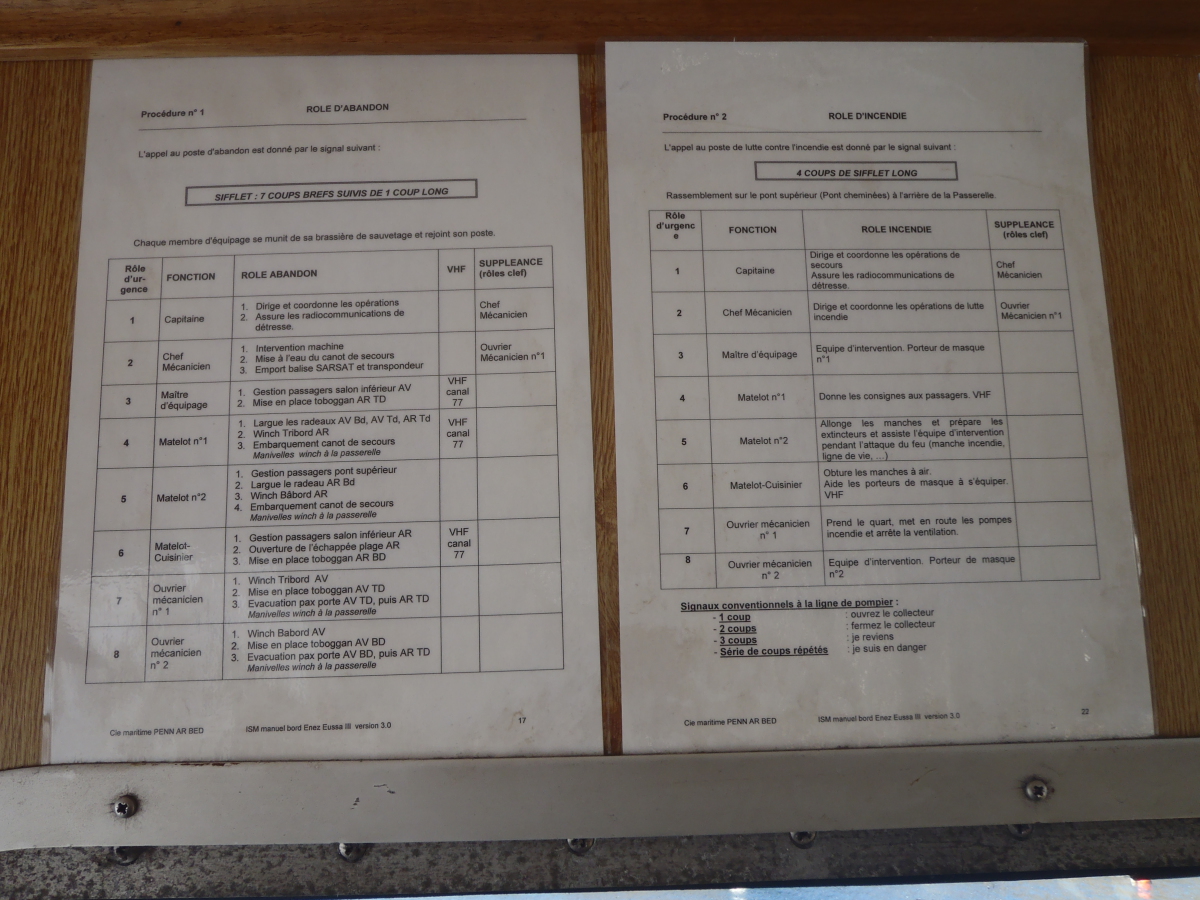 Procédure n° 1
ROLE D'ABANDON
L'appel au poste d'abandon est donné par le signal suivant :
SIFFLET : 7 COUPS BREFS SUIVIS DE 1 COUP LONG
Chaque membre d'équipage se munit de sa brassière de sauvetage et rejoint son poste.
Rôle d'ur-gence
FONCTION
ROLE ABANDON
VHF
SUPPLEANCE (rôles clef)
1
Capitaine
1. Dirige et coordonne les opérations
2. Assure les radiocommunications de
détresse.
Chef
Mécanicien
2
Chef
Mécanicien
1. Intervention machine
2. Mise à l'eau du canot de secours
3. Emport balise SARSAT et transpondeur
Ouvrier
Mécanicien n°1
3
Maître
d'équipage
1. Gestion passagers salon inférieur AV
2. Mise en place toboggan AR TD
VHF
canal
77
4
Matelot n°1
1. Largue les radeaux AV Bd, AV Td, AR Td
2. Winch Tribord AR
3. Embarquement canot de secours
Manivelles winch à la passerelle
VHF
canal
77
5
Matelot n°2
1. Gestion passagers pont supérieur
2. Largue le radeau AR Bd
3. Winch Bâbord AR
4. Embarquement canot de secours
Manivelles winch à la passerelle
6
Matelot-
Cuisinier
1. Gestion passagers salon inférieur AR
2. Ouverture de l'échappée plage AR
3. Mise en place toboggan AR BD
VHF
canal
77
7
Ouvrier
mécanicien
n° 1
1. Winch Tribord AV
2. Mise en place toboggan AV TD
3. Evacuation pax porte AV TD, puis AR TD
Manivelles winch à la passerelle
8
Ouvrier
mécanicien
n° 2
1. Winch Babord AV
2. Mise en place toboggan AV BD
3. Evacuation pax porte AV BD, puis AR TD
Manivelles winch à la passerelle
Cie maritime PENN AR BED
ISM manuel bord Enez Eussa III version 3.0
17
Procédure n° 2
ROLE D'INCENDIE
L'appel au poste de lutte contre l'incendie est donné par le signal suivant :
4 COUPS DE SIFFLET LONG
Rassemblement sur le pont supérieur (Pont cheminées) à l'arrière de la Passerelle.
Rôle
d'urgenc
e
FONCTION
ROLE INCENDIE
SUPPLEANCE
(rôles clef)
1
Capitaine
Dirige et coordonne les opérations de
secours
Assure les radiocommunications de
détresse.
Chef
Mécanicien
2
Chef Mécanicien
Dirige et coordonne les opérations de lutte
incendie
Ouvrier
Mécanicien n°1
3
Maître d'équipage
Equipe d'intervention. Porteur de masque
n°1
4
Matelot n°1
Donne les consignes aux passagers. VHF
5
Matelot n°2
Allonge les manches et prépare les
extincteurs et assiste l'équipe d'intervention
pendant l'attaque du feu (manche incendie,
ligne de vie, ...)
6
Matelot-Cuisinier
Obture les manches à air.
Aide les porteurs de masque à s'équiper.
VHF
7
Ouvrier mécanicien
n° 1
Prend le quart, met en route les pompes
incendie et arrête la ventilation.
8
Ouvrier mécanicien
n° 2
Equipe d'intervention. Porteur de masque
n°2
Signaux conventionnels à la ligne de pompier :
- 1 coup : ouvrez le collecteur
- 2 coups : fermez le collecteur
- 3 coups : je reviens
- Série de coups répétés : je suis en danger
Cie maritime PENN AR BED
ISM manuel bord Enez Eussa III version 3.0
22